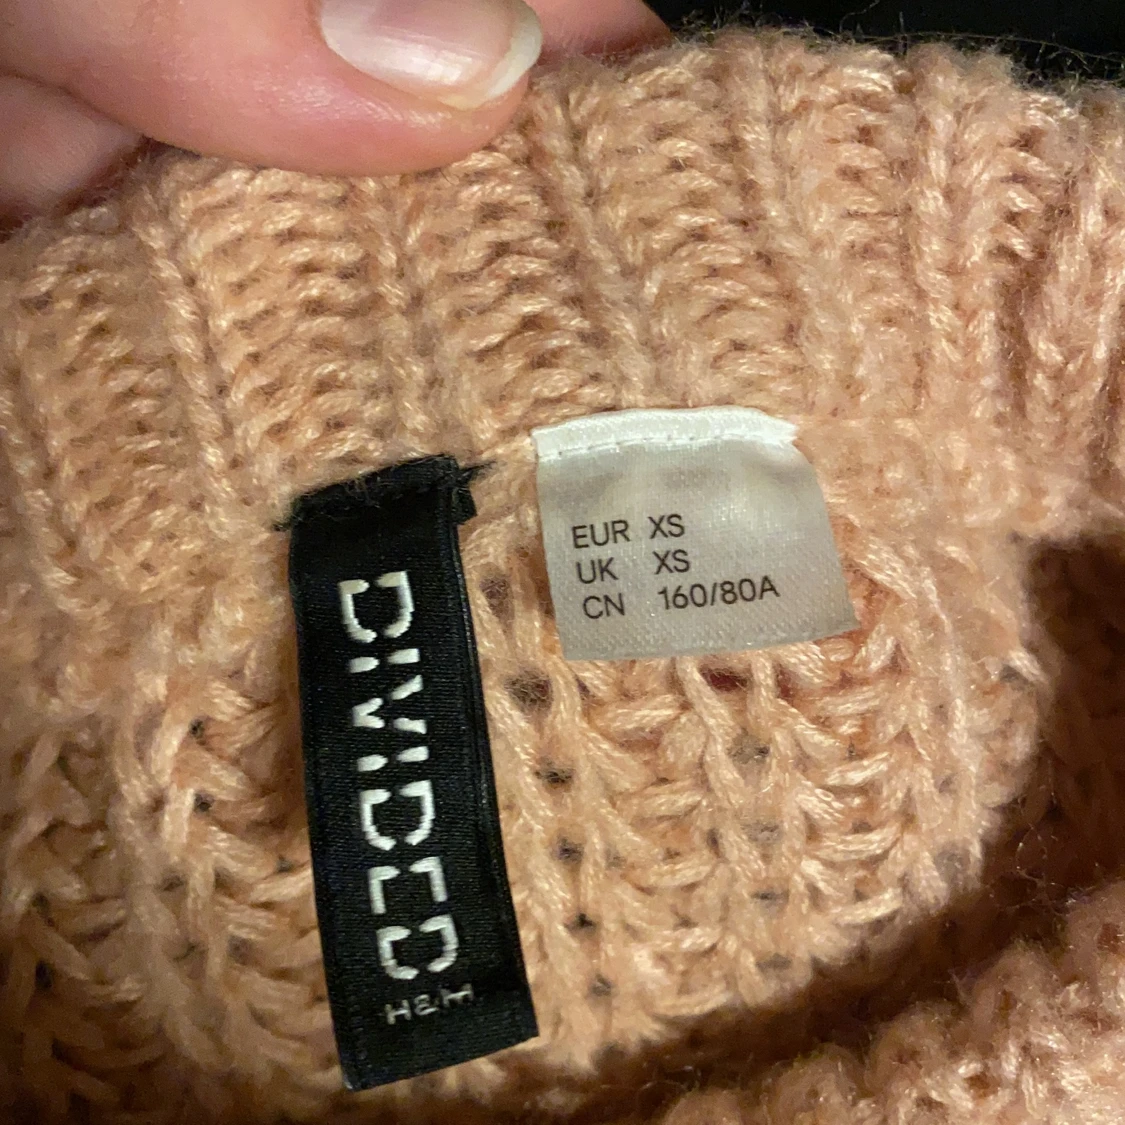 DIVIDED
H&M
EUR XS
UK XS
CN 160/80A